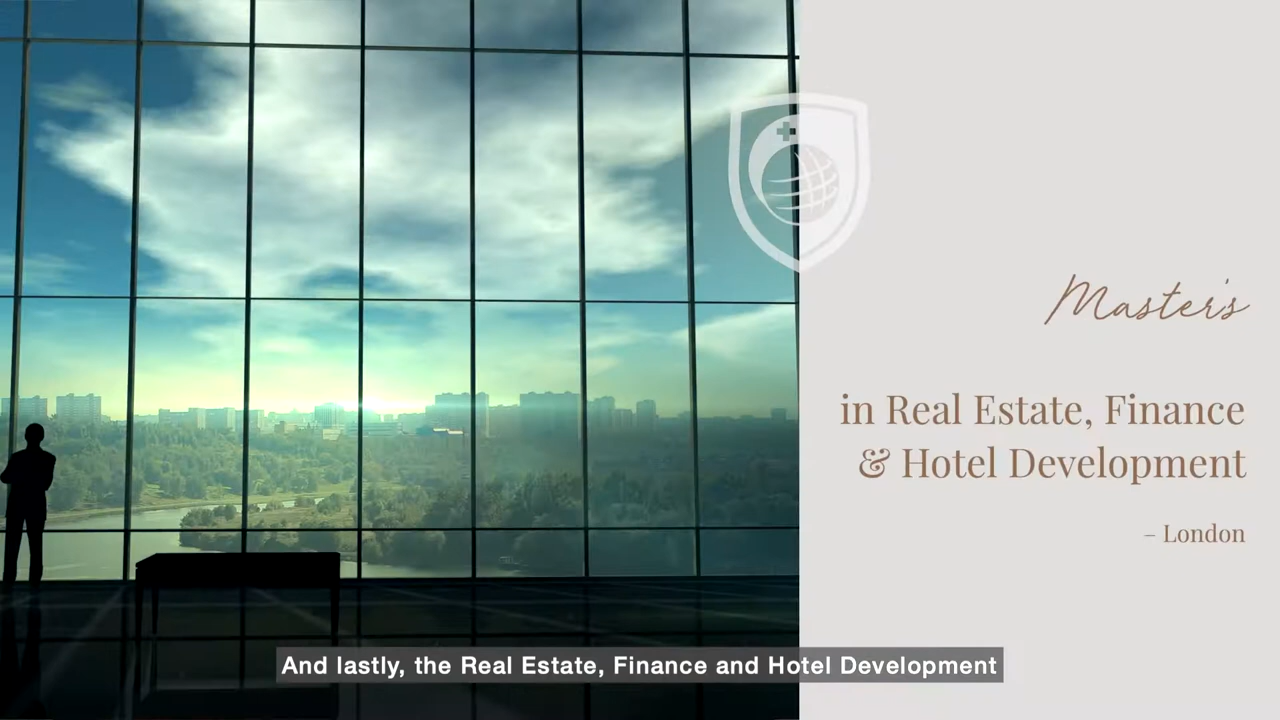 Master's
in Real Estate, Finance
& Hotel Development
– London
And lastly, the Real Estate, Finance and Hotel Development